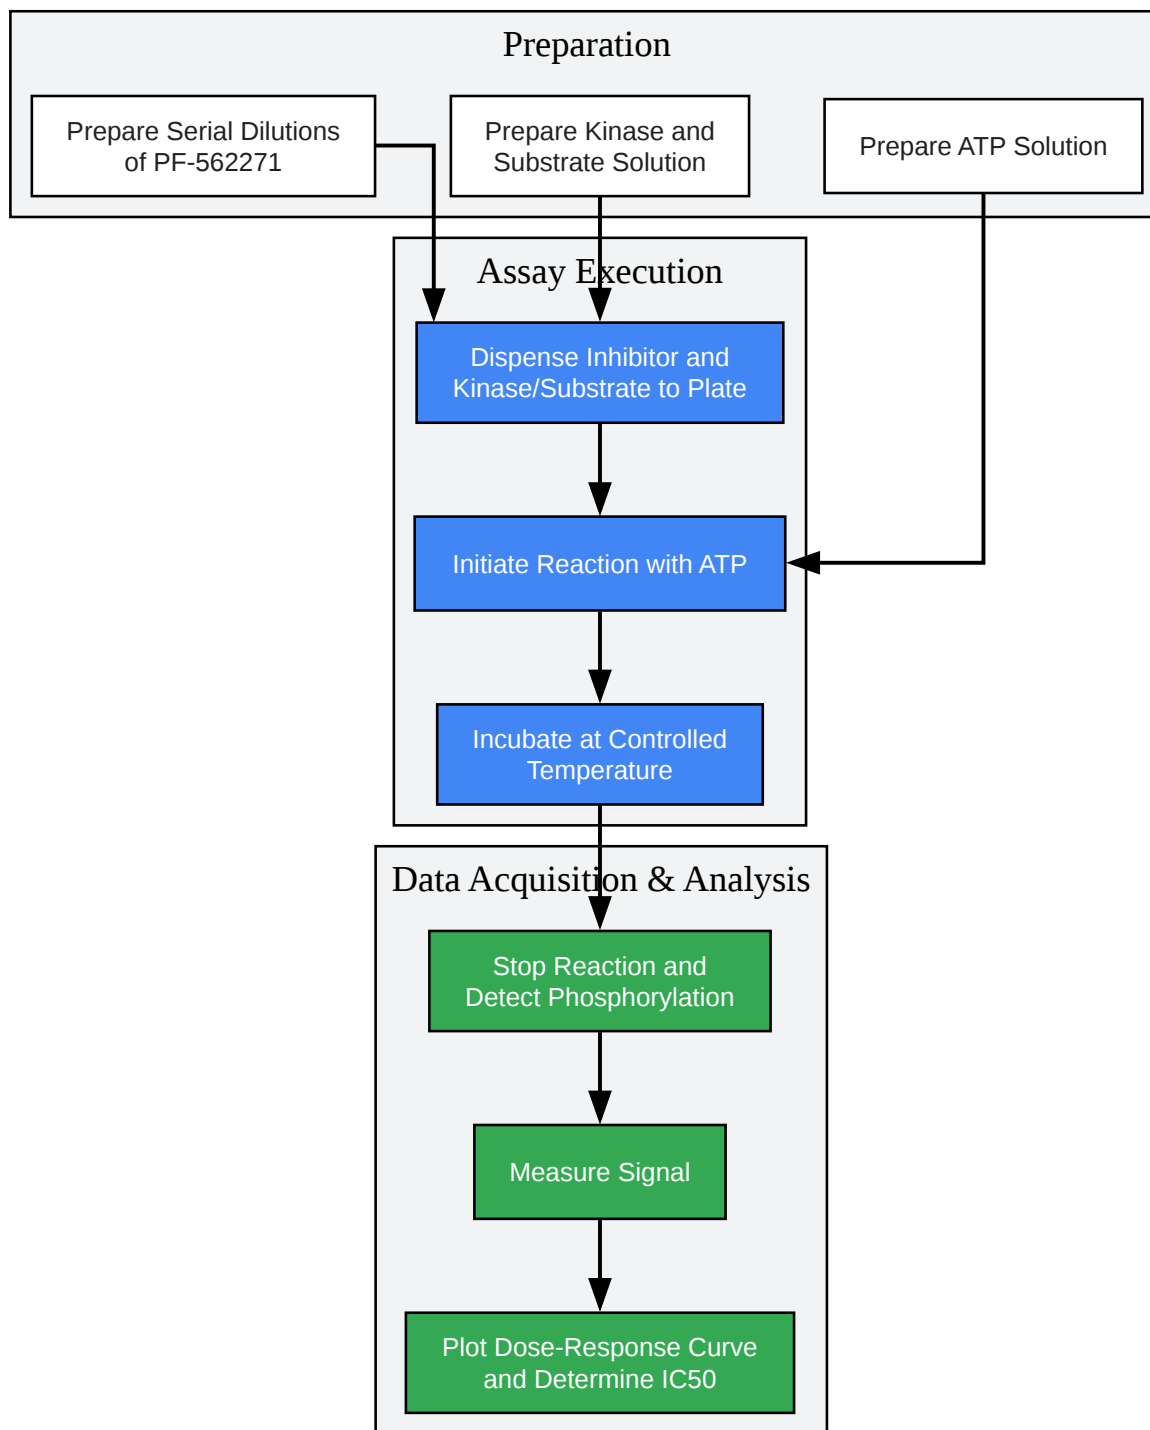 Preparation
Prepare Serial Dilutions
of PF-562271
Prepare Kinase and
Substrate Solution
Prepare ATP Solution
Assay Execution
Dispense Inhibitor and
Kinase/Substrate to Plate
Initiate Reaction with ATP
Incubate at Controlled
Temperature
Data Acquisition & Analysis
Stop Reaction and
Detect Phosphorylation
Measure Signal
Plot Dose-Response Curve
and Determine IC50